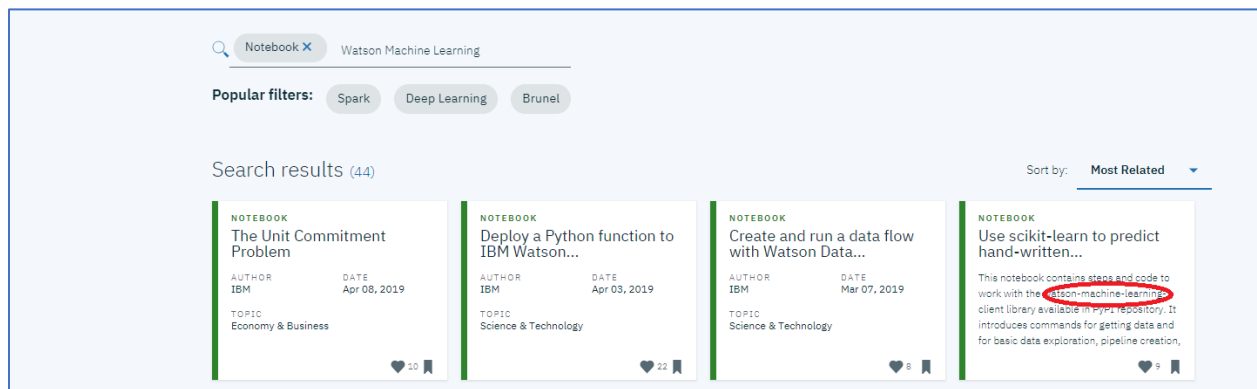 Notebook ✕ Watson Machine Learning
Popular filters: Spark Deep Learning Brunel
Search results (44)
Sort by: Most Related
NOTEBOOK
The Unit Commitment
Problem
AUTHOR DATE
IBM Apr 08, 2019
TOPIC
Economy & Business
10
NOTEBOOK
Deploy a Python function to
IBM Watson...
AUTHOR DATE
IBM Apr 03, 2019
TOPIC
Science & Technology
22
NOTEBOOK
Create and run a data flow
with Watson Data...
AUTHOR DATE
IBM Mar 07, 2019
TOPIC
Science & Technology
8
NOTEBOOK
Use scikit-learn to predict
hand-written...
This notebook contains steps and code to
work with the watson-machine-learning-
client library available in PyPI repository. It
introduces commands for getting data and
for basic data exploration, pipeline creation,
9